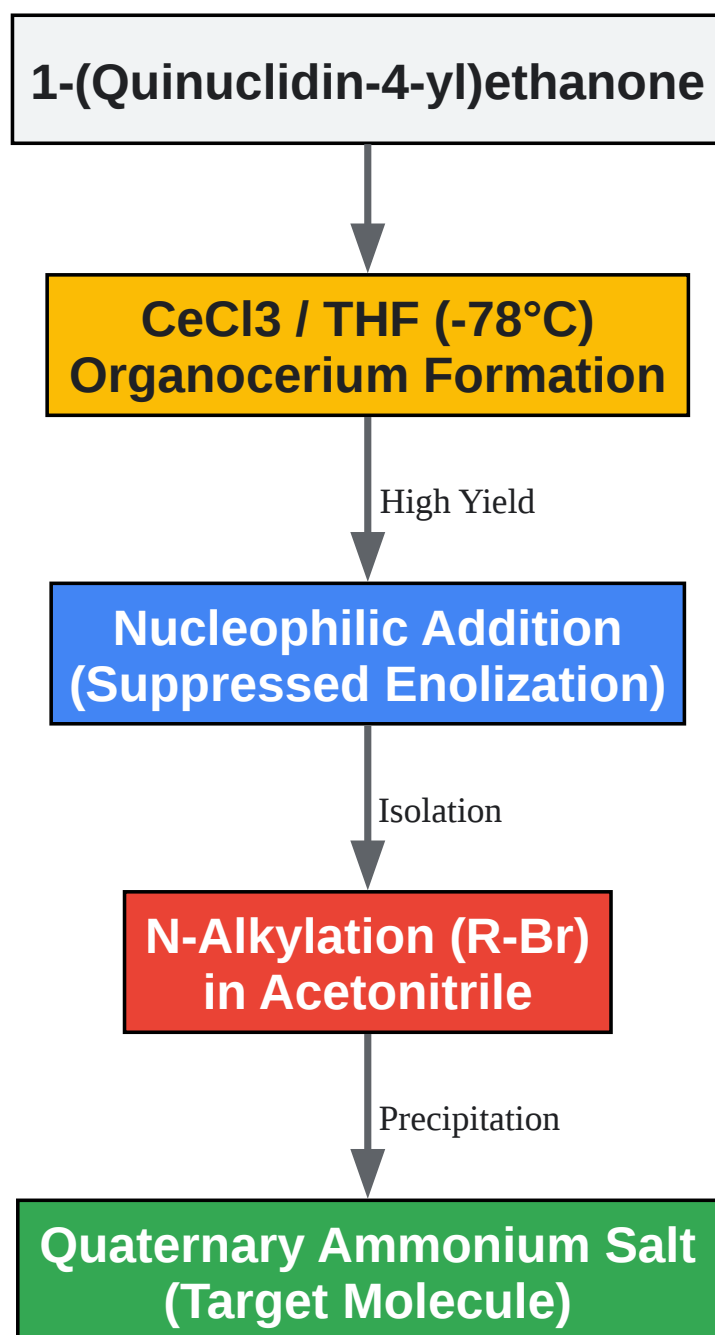 1-(Quinuclidin-4-yl)ethanone
CeCl3 / THF (-78°C)
Organocerium Formation
High Yield
Nucleophilic Addition
(Suppressed Enolization)
Isolation
N-Alkylation (R-Br)
in Acetonitrile
Precipitation
Quaternary Ammonium Salt
(Target Molecule)